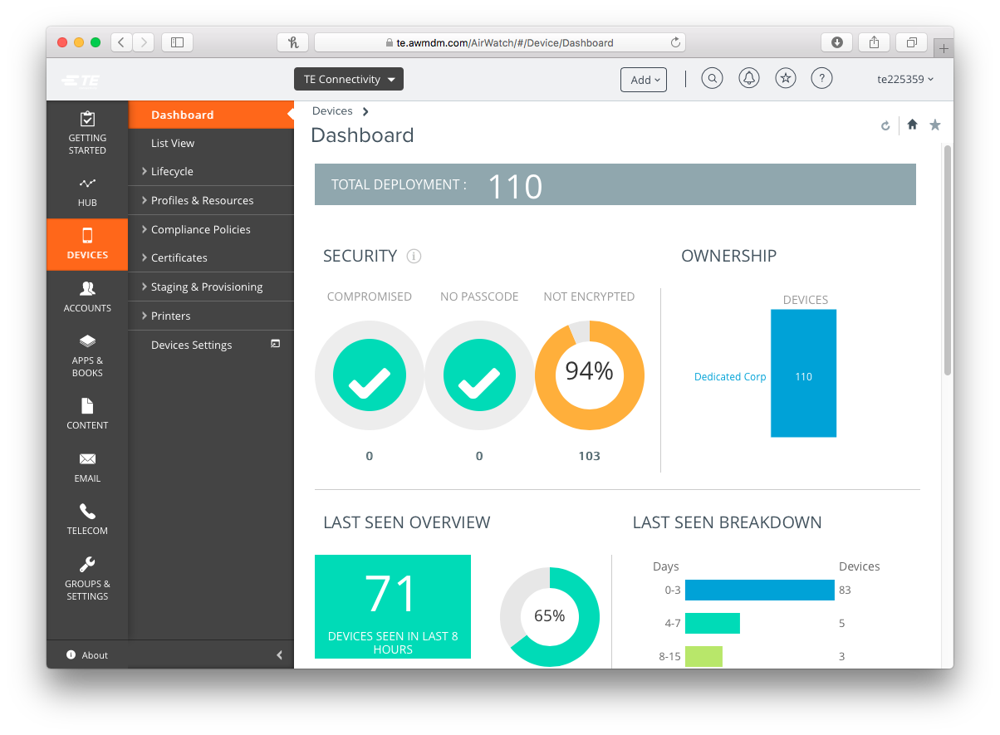 te.awmdm.com/AirWatch/#/Device/Dashboard
TE
TE Connectivity
Add
?
te225359
GETTING
STARTED
HUB
DEVICES
ACCOUNTS
APPS &
BOOKS
CONTENT
EMAIL
TELECOM
GROUPS &
SETTINGS
About
Dashboard
List View
Lifecycle
Profiles & Resources
Compliance Policies
Certificates
Staging & Provisioning
Printers
Devices Settings
Devices
Dashboard
TOTAL DEPLOYMENT : 110
SECURITY
COMPROMISED
NO PASSCODE
NOT ENCRYPTED
94%
0
0
103
OWNERSHIP
DEVICES
Dedicated Corp
110
LAST SEEN OVERVIEW
71
DEVICES SEEN IN LAST 8
HOURS
65%
LAST SEEN BREAKDOWN
Days Devices
0-3 83
4-7 5
8-15 3